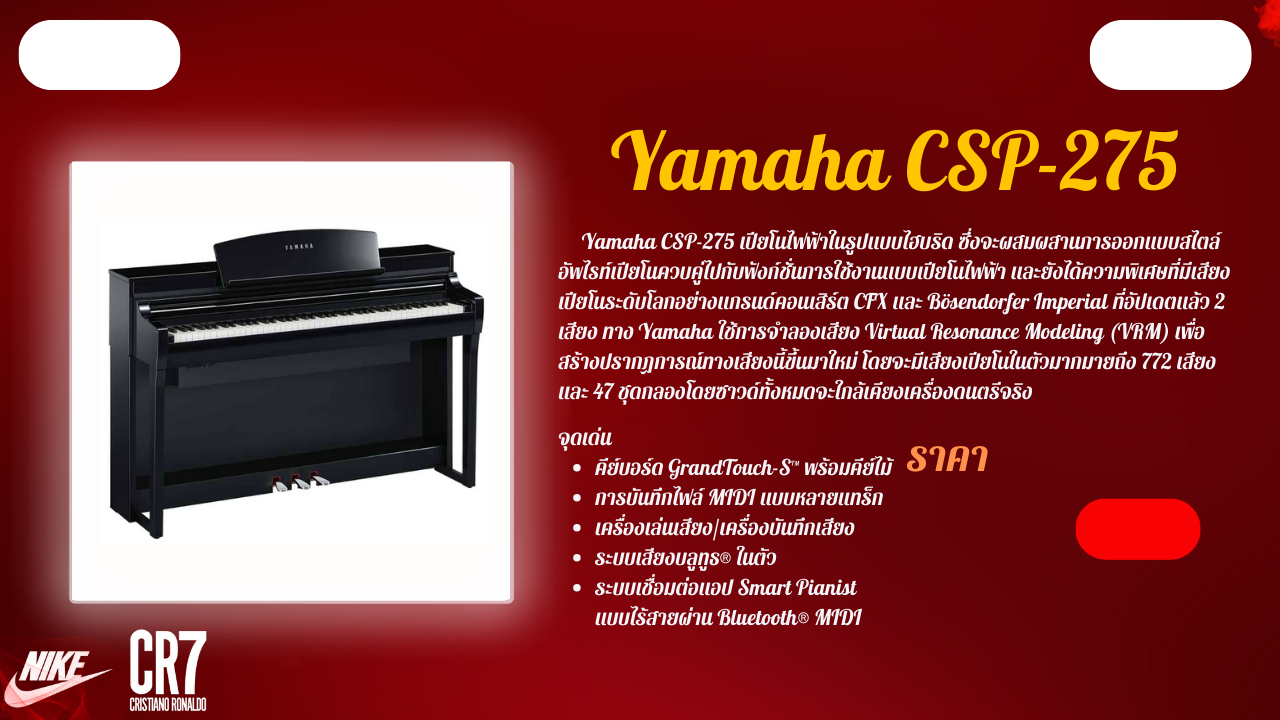 Yamaha CSP-275
YAMAHA
Yamaha CSP-275 เปียโนไฟฟ้าในรูปแบบไฮบริด ซึ่งจะผสมผสานการออกแบบสไตล์
อัพไรท์เปียโนควบคู่ไปกับฟังก์ชั่นการใช้งานแบบเปียโนไฟฟ้า และยังได้ความพิเศษที่มีเสียง
เปียโนระดับโลกอย่างแกรนด์คอนเสิร์ต CFX และ Bösendorfer Imperial ที่อัปเดตแล้ว 2
เสียง ทาง Yamaha ใช้การจำลองเสียง Virtual Resonance Modeling (VRM) เพื่อ
สร้างปรากฏการณ์ทางเสียงนี้ขึ้นมาใหม่ โดยจะมีเสียงเปียโนในตัวมากมายถึง 772 เสียง
และ 47 ชุดกลองโดยซาวด์ทั้งหมดจะใกล้เคียงเครื่องดนตรีจริง
จุดเด่น
• คีย์บอร์ด GrandTouch-S™ พร้อมคีย์ไม้
• การบันทึกไฟล์ MIDI แบบหลายแทร็ก
• เครื่องเล่นเสียง/เครื่องบันทึกเสียง
• ระบบเสียงบลูทูธ® ในตัว
• ระบบเชื่อมต่อแอป Smart Pianist
แบบไร้สายผ่าน Bluetooth® MIDI
ราคา
NIKE
CR7
CRISTIANO RONALDO